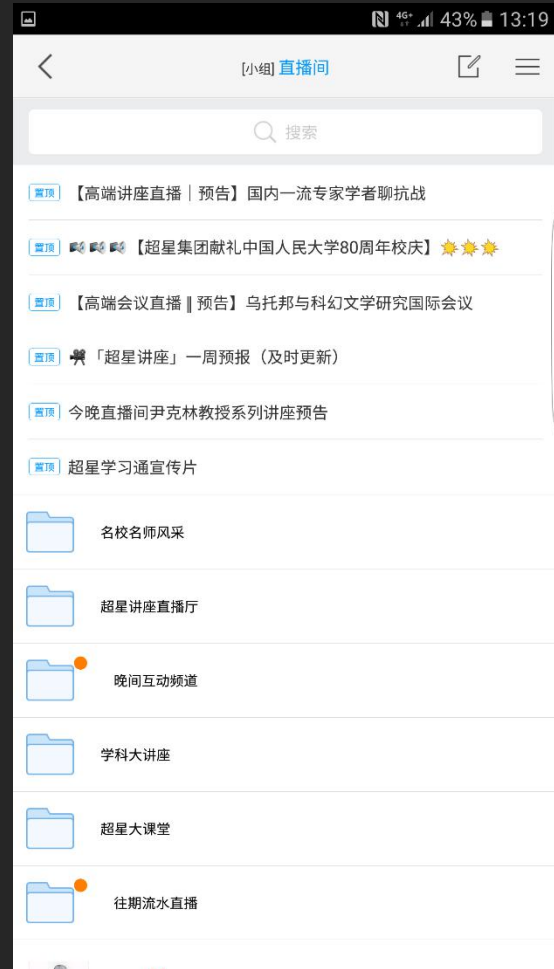 4G+ 43% 13:19
[小组] 直播间
搜索
置顶 【高端讲座直播｜预告】国内一流专家学者聊抗战
置顶 【超星集团献礼中国人民大学80周年校庆】
置顶 【高端会议直播 ‖ 预告】乌托邦与科幻文学研究国际会议
置顶 「超星讲座」一周预报（及时更新）
置顶 今晚直播间尹克林教授系列讲座预告
置顶 超星学习通宣传片
名校名师风采
超星讲座直播厅
晚间互动频道
学科大讲座
超星大课堂
往期流水直播